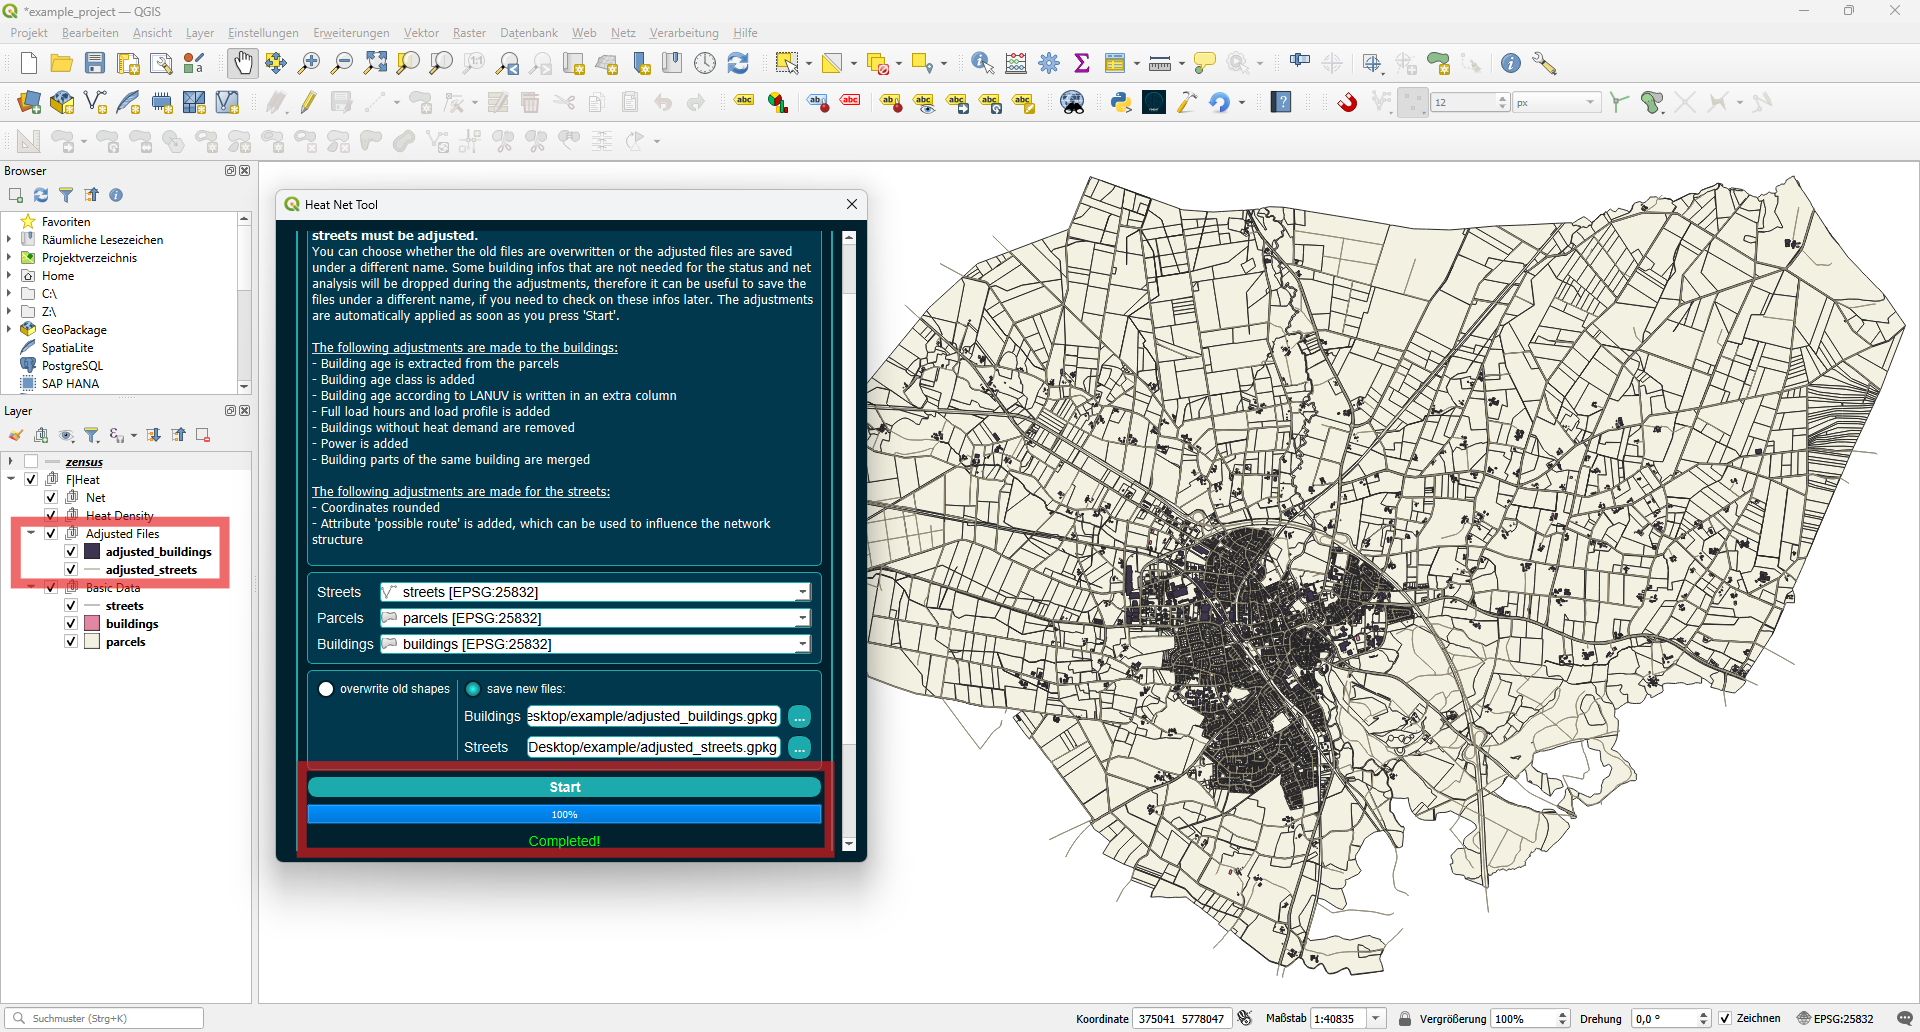 *example_project — QGIS
Projekt Bearbeiten Ansicht Layer Einstellungen Erweiterungen Vektor Raster Datenbank Web Netz Verarbeitung Hilfe
12 px
Browser
Favoriten
Räumliche Lesezeichen
Projektverzeichnis
Home
C:\
Z:\
GeoPackage
SpatiaLite
PostgreSQL
SAP HANA
Layer
zensus
F|Heat
Net
Heat Density
Adjusted Files
adjusted_buildings
adjusted_streets
Basic Data
streets
buildings
parcels
Heat Net Tool
streets must be adjusted.
You can choose whether the old files are overwritten or the adjusted files are saved
under a different name. Some building infos that are not needed for the status and net
analysis will be dropped during the adjustments, therefore it can be useful to save the
files under a different name, if you need to check on these infos later. The adjustments
are automatically applied as soon as you press 'Start'.
The following adjustments are made to the buildings:
- Building age is extracted from the parcels
- Building age class is added
- Building age according to LANUV is written in an extra column
- Full load hours and load profile is added
- Buildings without heat demand are removed
- Power is added
- Building parts of the same building are merged
The following adjustments are made for the streets:
- Coordinates rounded
- Attribute 'possible route' is added, which can be used to influence the network
structure
Streets streets [EPSG:25832]
Parcels parcels [EPSG:25832]
Buildings buildings [EPSG:25832]
overwrite old shapes save new files:
Buildings esktop/example/adjusted_buildings.gpkg ...
Streets Desktop/example/adjusted_streets.gpkg ...
Start
100%
Completed!
Suchmuster (Strg+K) Koordinate 375041 5778047 Maßstab 1:40835 Vergrößerung 100% Drehung 0,0 ° Zeichnen EPSG:25832